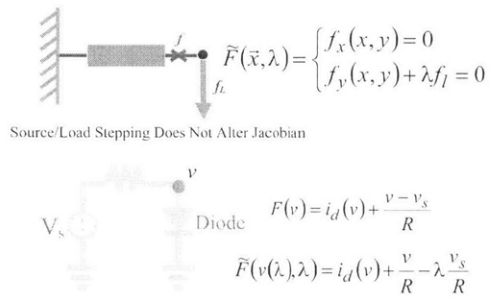 f
f_L
F̃(x⃗,λ)= { f_x(x,y)=0
f_y(x,y)+λf_l=0
Source/Load Stepping Does Not Alter Jacobian
v
V_s
Diode
F(v)=i_d(v)+ (v−v_s)/R
F̃(v(λ),λ)=i_d(v)+ v/R −λ v_s/R